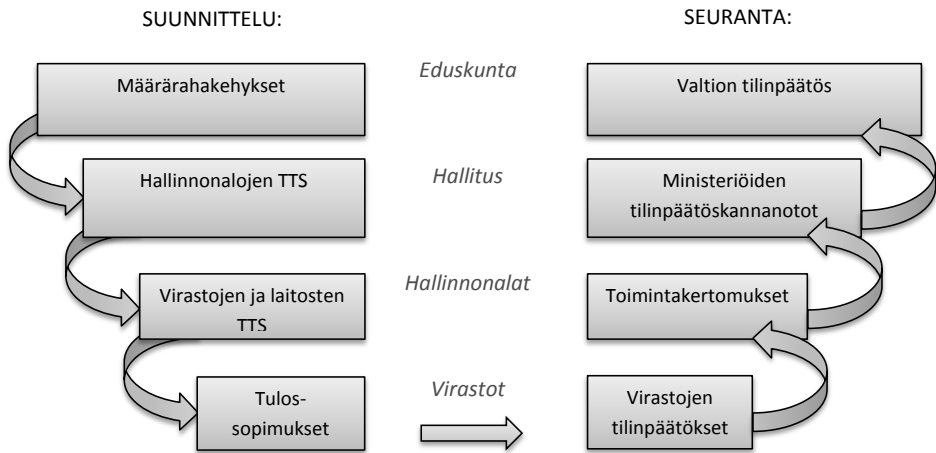 SUUNNITTELU:
SEURANTA:
Määrärahakehykset
Eduskunta
Valtion tilinpäätös
Hallinnonalojen TTS
Hallitus
Ministeriöiden
tilinpäätöskannanotot
Virastojen ja laitosten
TTS
Hallinnonalat
Toimintakertomukset
Tulos-
sopimukset
Virastot
Virastojen
tilinpäätökset